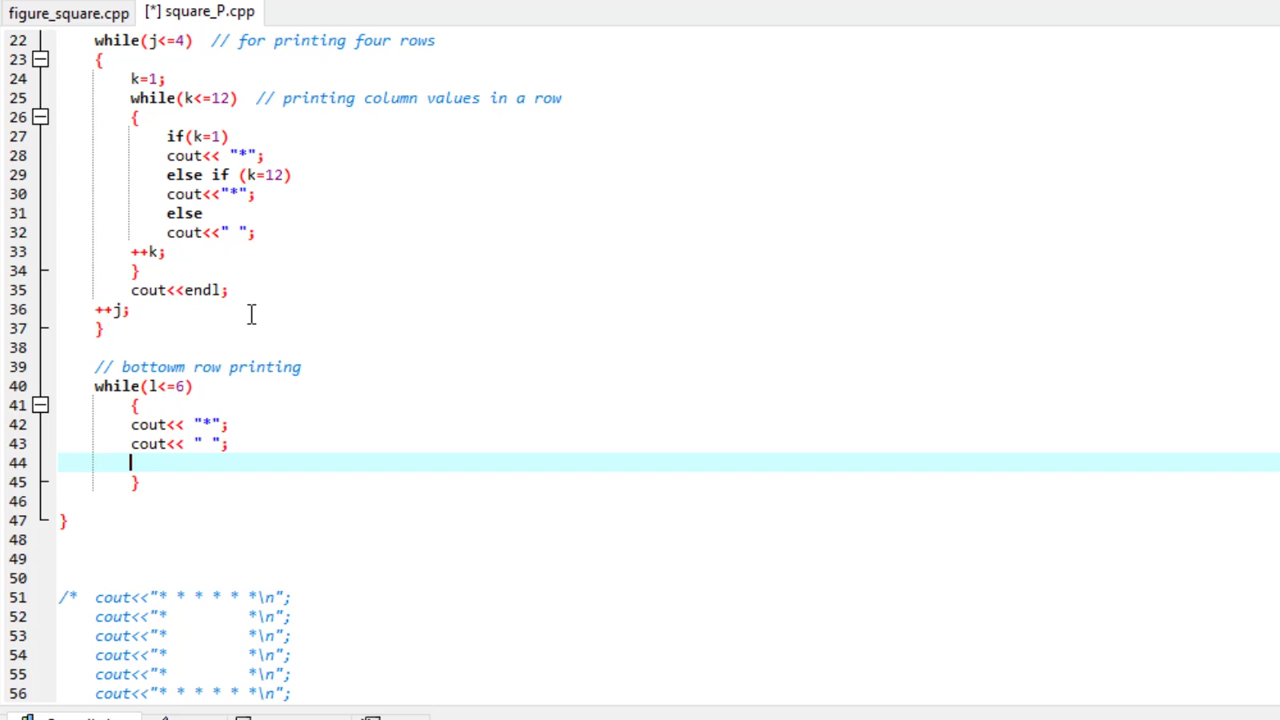 figure_square.cpp [*] square_P.cpp
22 while(j<=4) // for printing four rows
23 {
24 k=1;
25 while(k<=12) // printing column values in a row
26 {
27 if(k=1)
28 cout<< "*";
29 else if (k=12)
30 cout<<"*";
31 else
32 cout<<" ";
33 ++k;
34 }
35 cout<<endl;
36 ++j;
37 }
38
39 // bottowm row printing
40 while(l<=6)
41 {
42 cout<< "*";
43 cout<< " ";
44
45 }
46
47 }
48
49
50
51 /* cout<<"* * * * * *\n";
52 cout<<"*         *\n";
53 cout<<"*         *\n";
54 cout<<"*         *\n";
55 cout<<"*         *\n";
56 cout<<"* * * * * *\n";